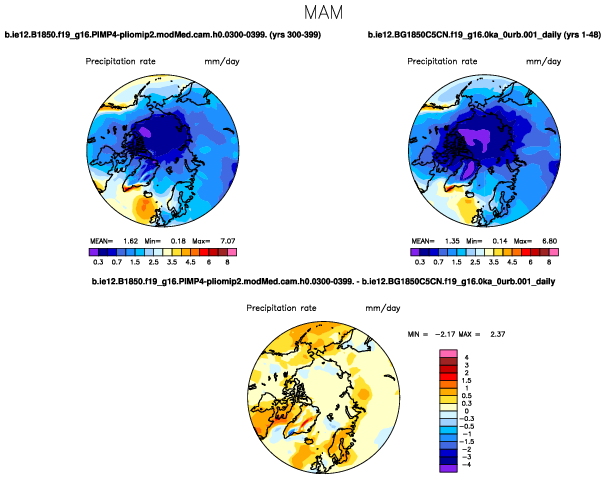 MAM
b.ie12.B1850.f19_g16.PIMP4-pliomip2.modMed.cam.h0.0300-0399. (yrs 300-399)
b.ie12.BG1850C5CN.f19_g16.0ka_0urb.001_daily (yrs 1-48)
Precipitation rate mm/day
Precipitation rate mm/day
MEAN= 1.62 Min= 0.18 Max= 7.07
0.3 0.7 1.5 2.5 3.5 4.5 6 8
MEAN= 1.35 Min= 0.14 Max= 6.80
0.3 0.7 1.5 2.5 3.5 4.5 6 8
b.ie12.B1850.f19_g16.PIMP4-pliomip2.modMed.cam.h0.0300-0399. - b.ie12.BG1850C5CN.f19_g16.0ka_0urb.001_daily
Precipitation rate mm/day
MIN = -2.17 MAX = 2.37
4
3
2
1.5
1
0.5
0.3
0
-0.3
-0.5
-1
-1.5
-2
-3
-4